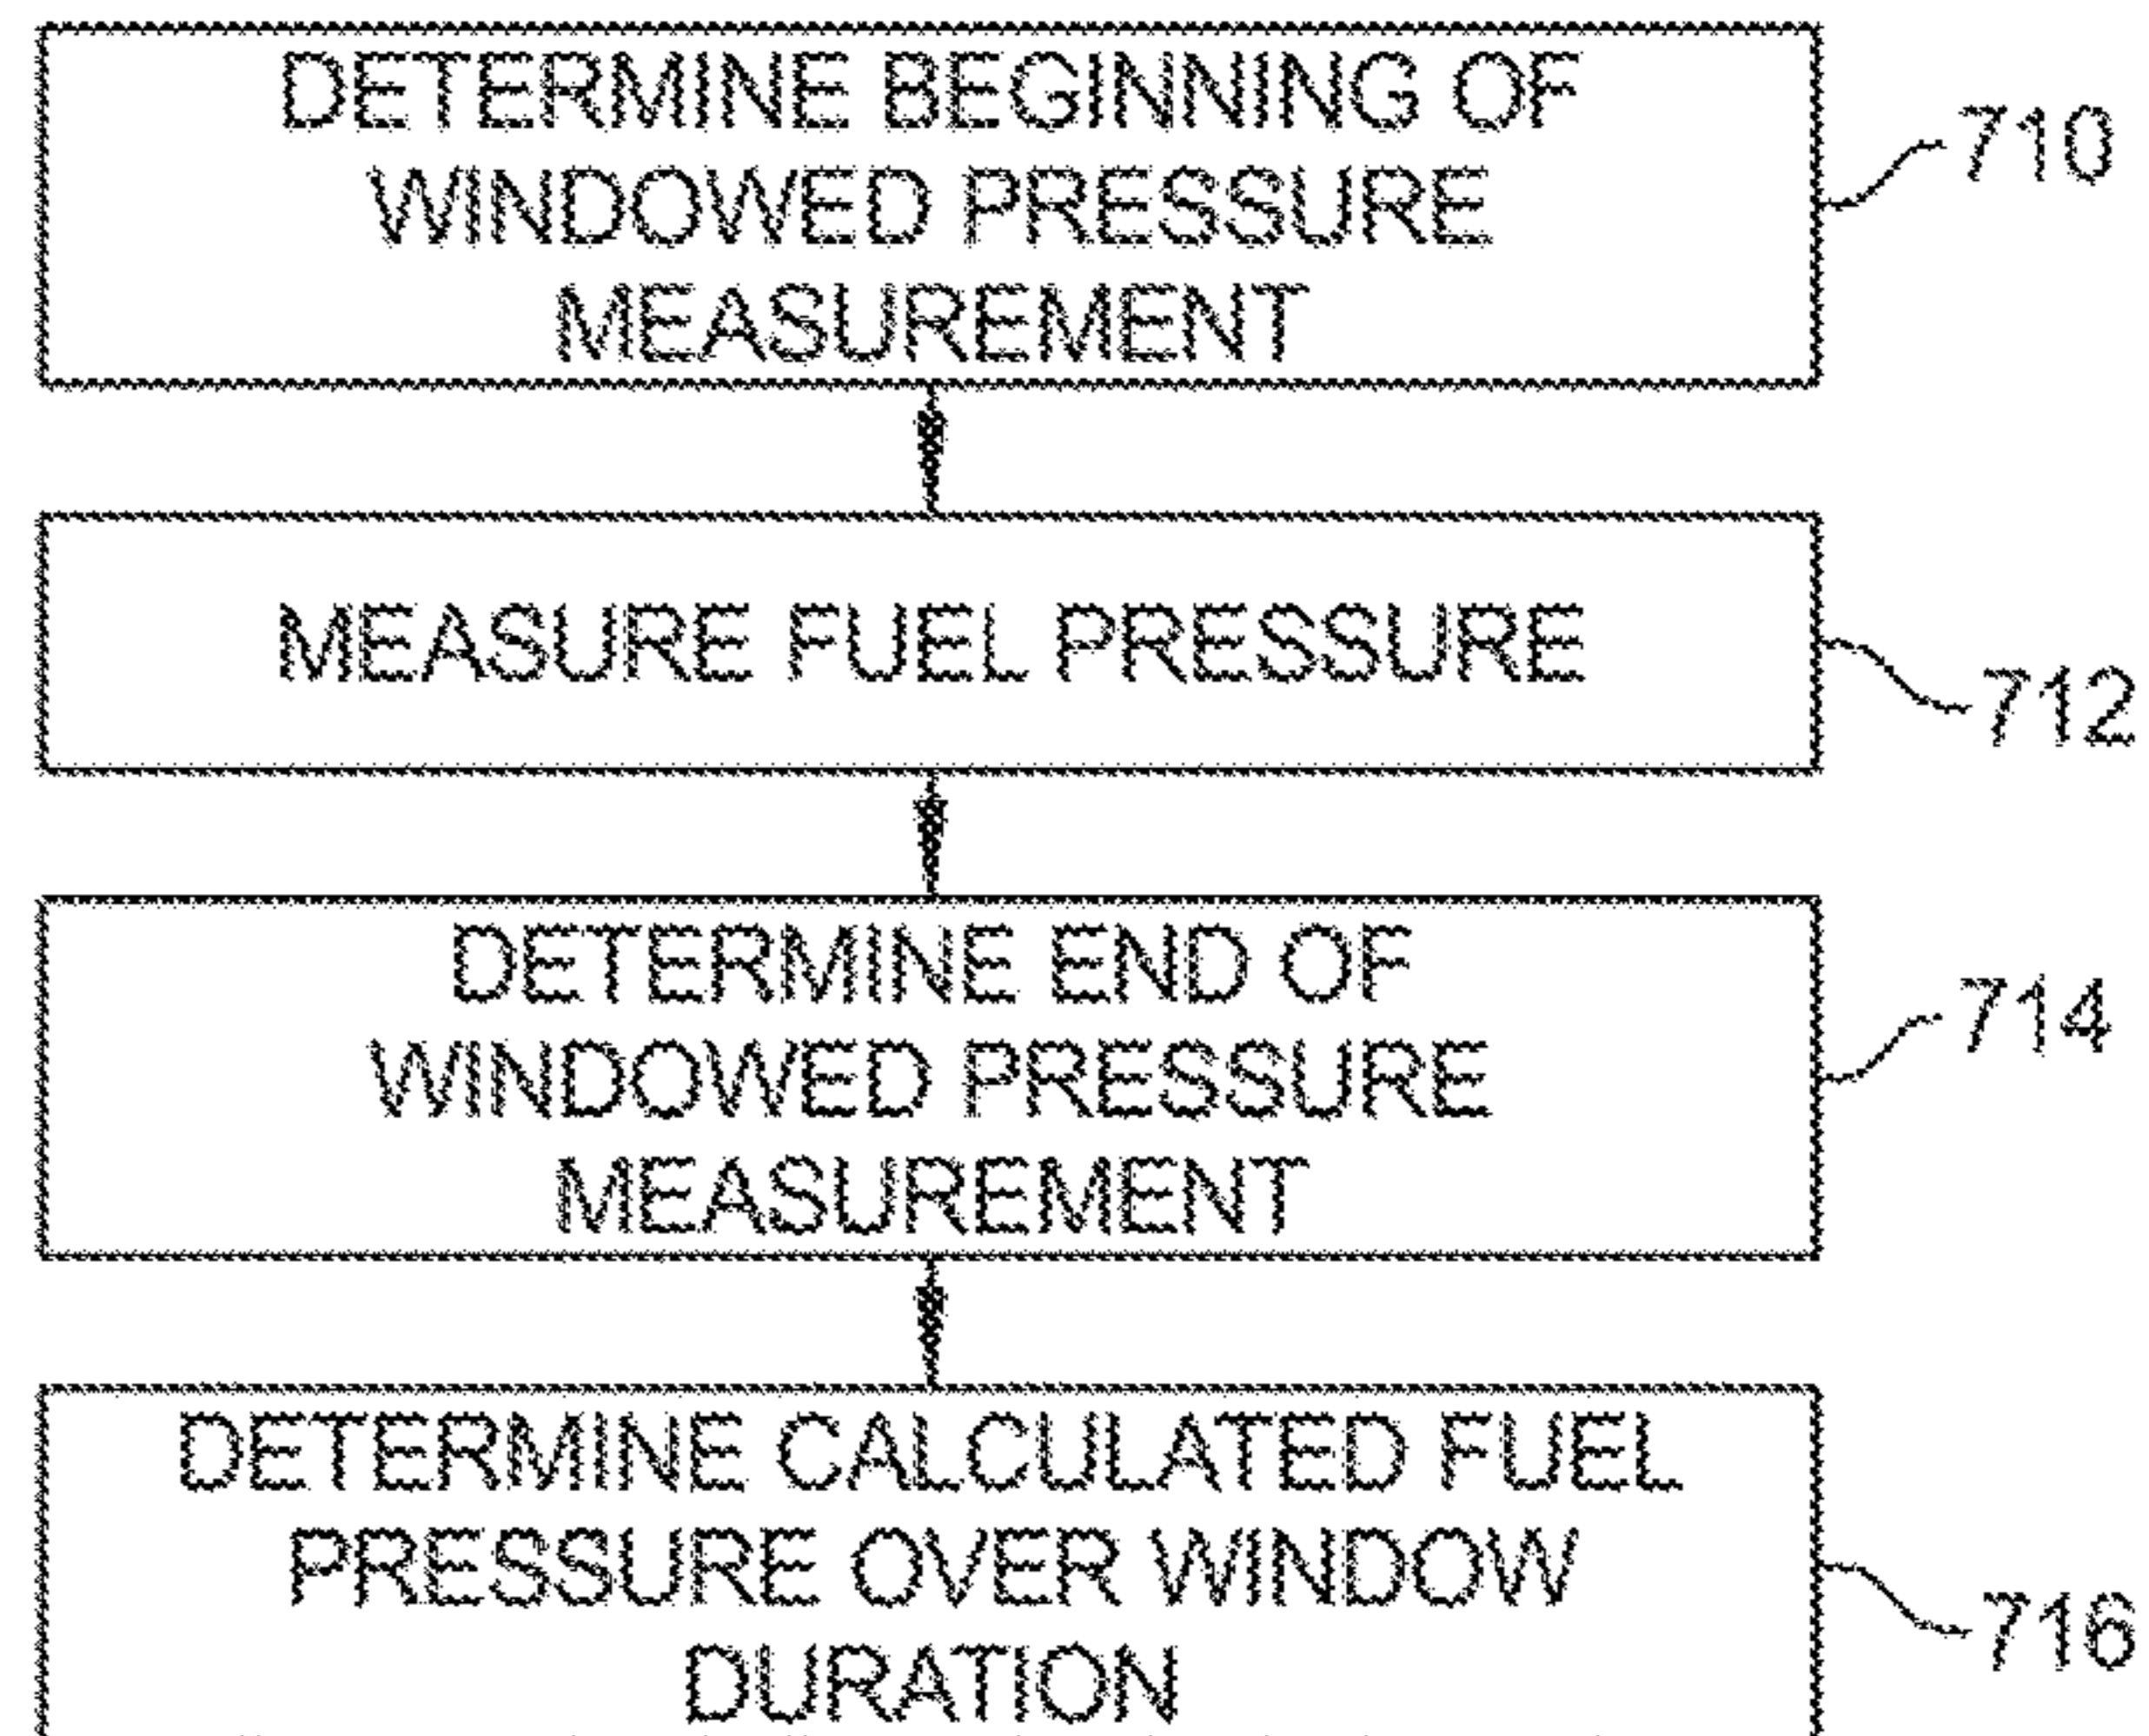 DETERMINE BEGINNING OF
WINDOWED PRESSURE
MEASUREMENT
710
MEASURE FUEL PRESSURE
712
DETERMINE END OF
WINDOWED PRESSURE
MEASUREMENT
714
DETERMINE CALCULATED FUEL
PRESSURE OVER WINDOW
DURATION
716